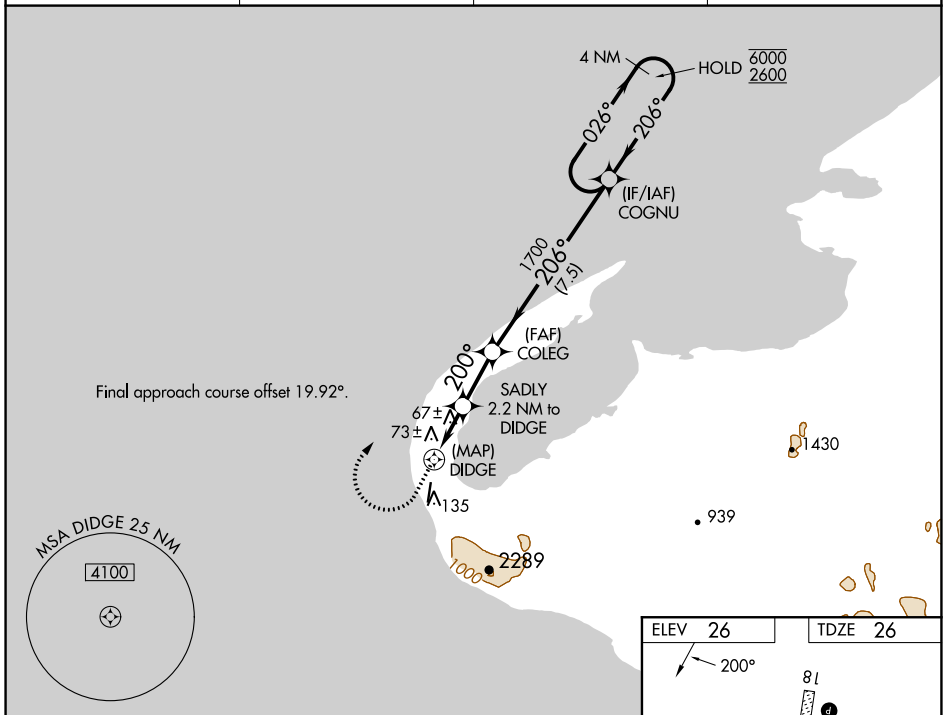 4 NM
HOLD
6000
2600
026°
206°
(IF/IAF)
COGNU
1700
206°
(7.5)
(FAF)
COLEG
200°
SADLY
2.2 NM to
DIDGE
Final approach course offset 19.92°.
67±
73±
(MAP)
DIDGE
135
1430
939
2289
1000
MSA DIDGE 25 NM
4100
ELEV 26
TDZE 26
200°
18
P